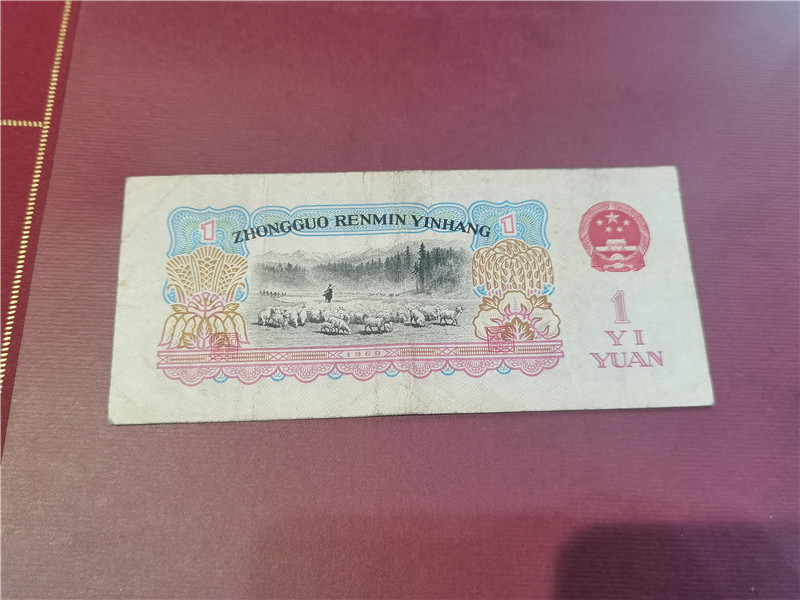 ZHONGGUO RENMIN YINHANG
1
1
1960
1
YI
YUAN